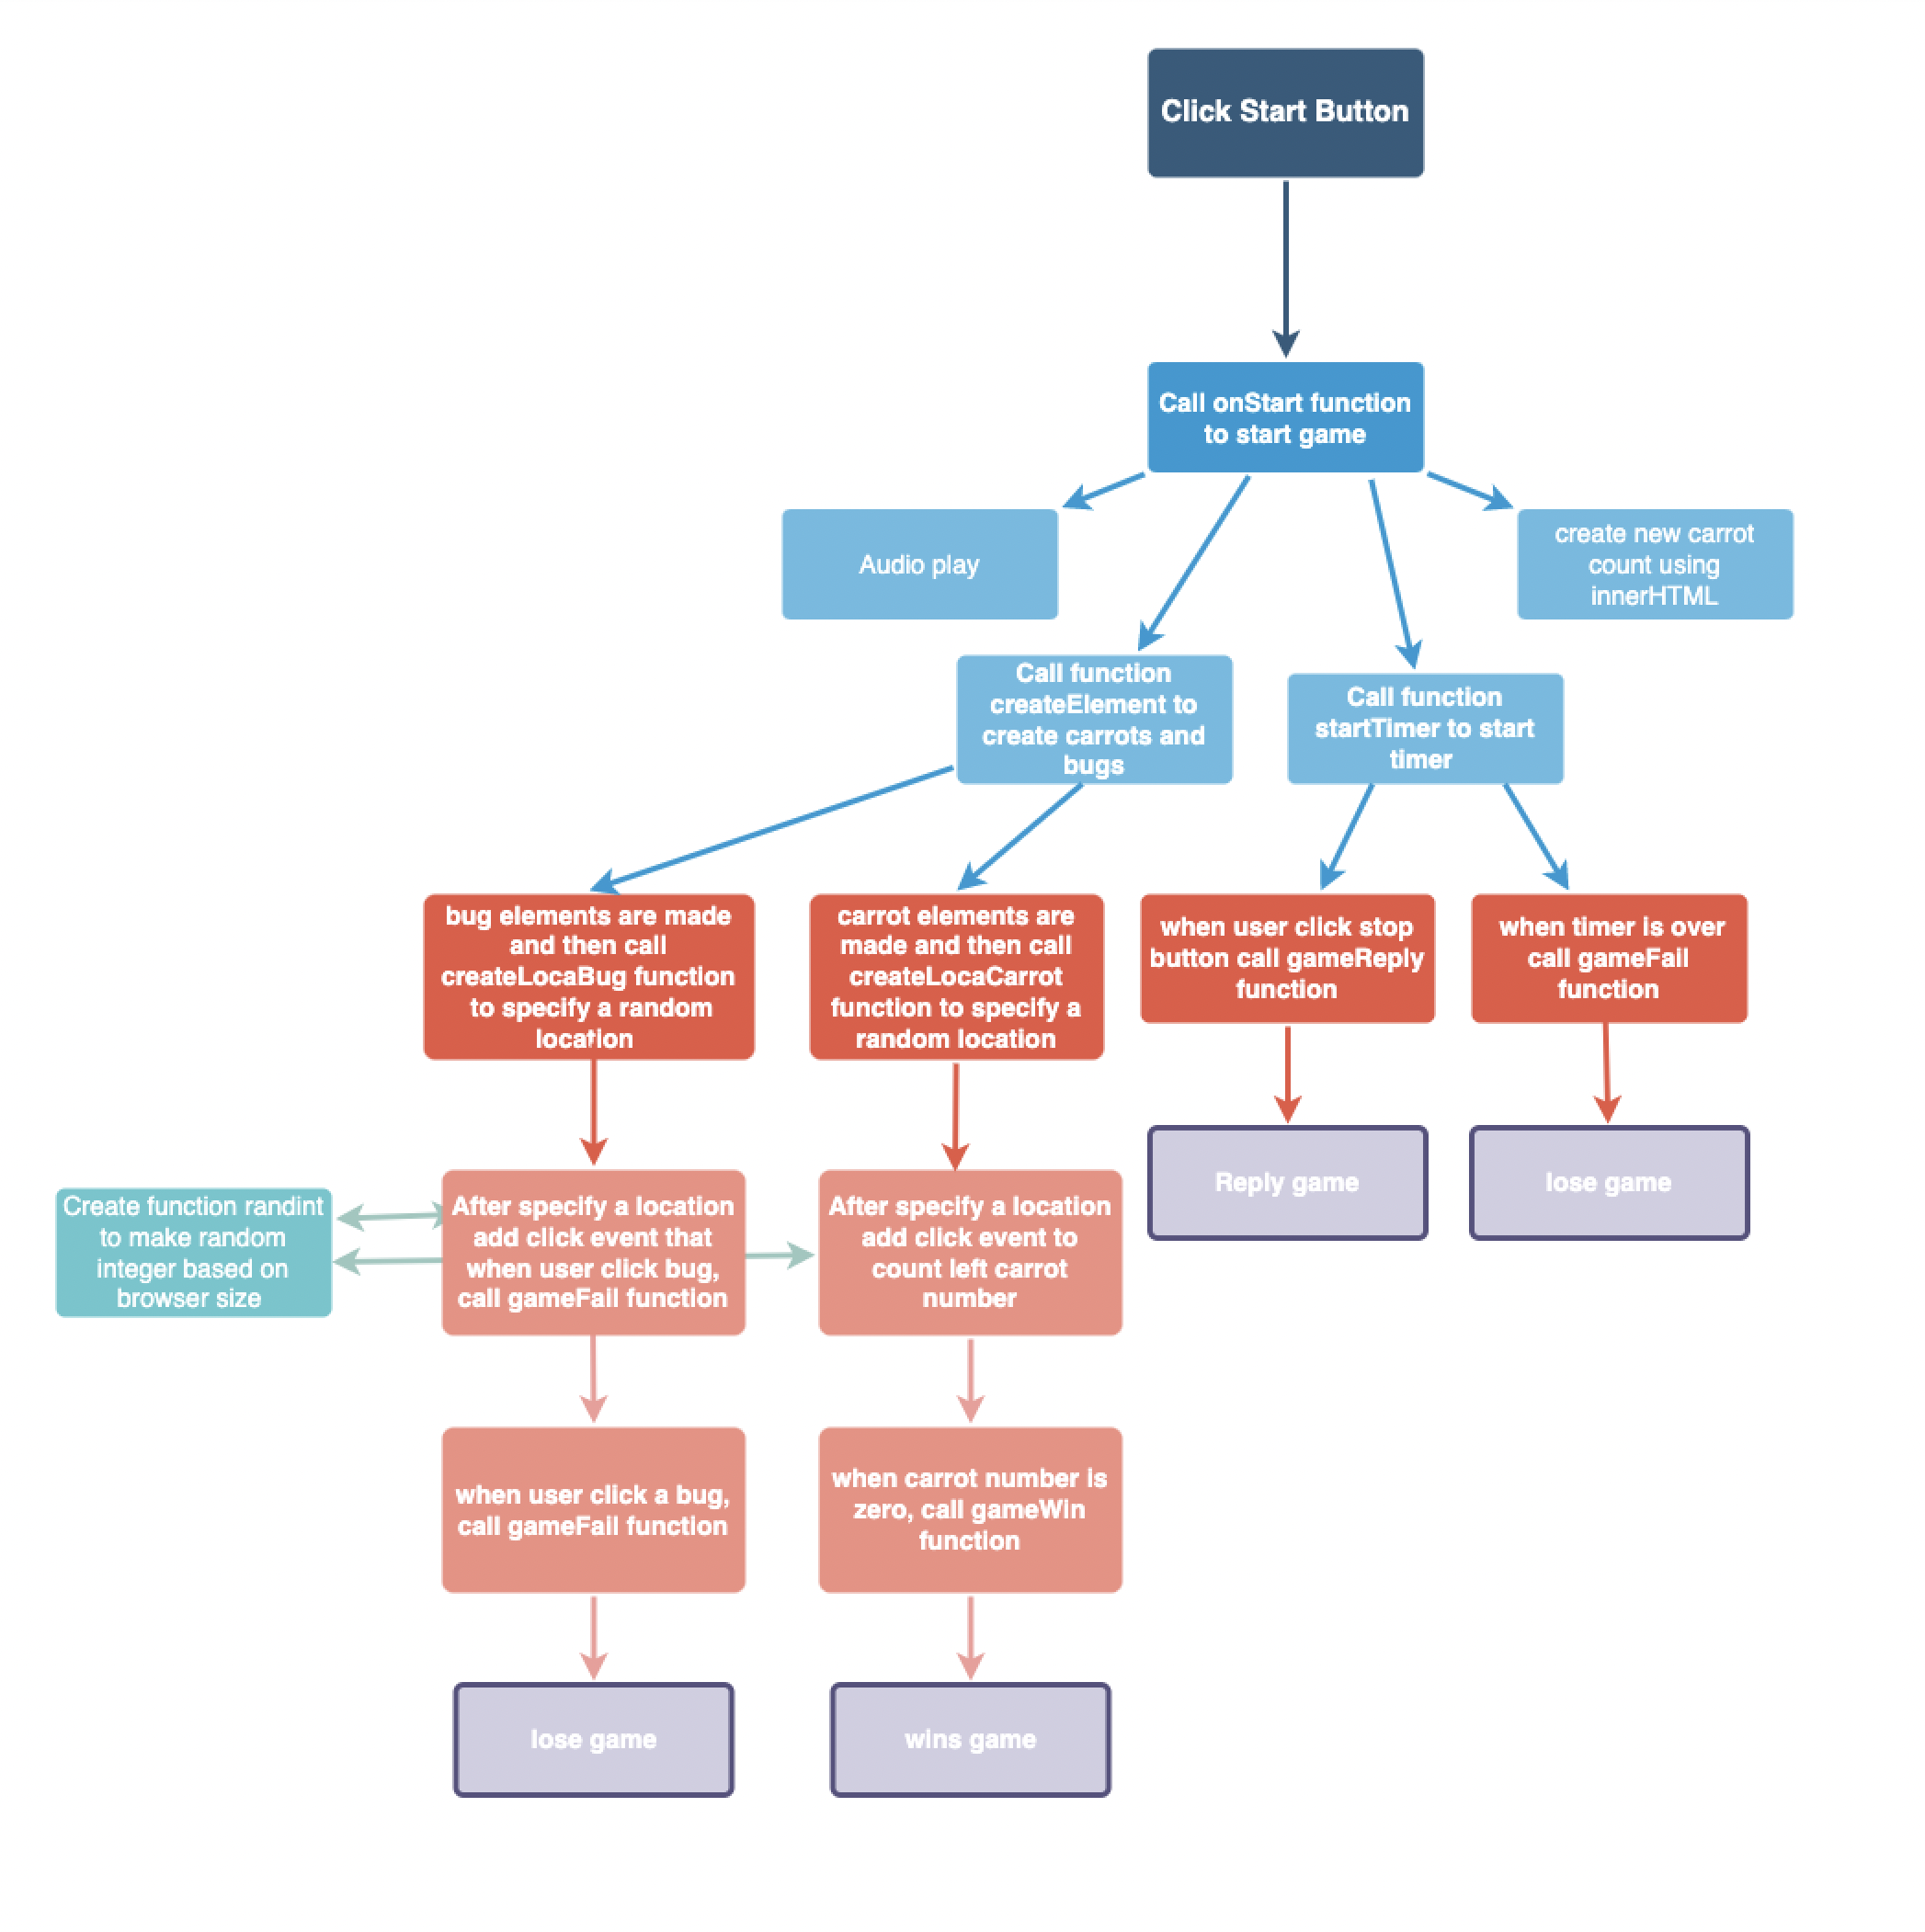 Click Start Button
Call onStart function
to start game
Audio play
create new carrot
count using
innerHTML
Call function
createElement to
create carrots and
bugs
Call function
startTimer to start
timer
bug elements are made
and then call
createLocaBug function
to specify a random
location
carrot elements are
made and then call
createLocaCarrot
function to specify a
random location
when user click stop
button call gameReply
function
when timer is over
call gameFail
function
Reply game
lose game
Create function randint
to make random
integer based on
browser size
After specify a location
add click event that
when user click bug,
call gameFail function
After specify a location
add click event to
count left carrot
number
when user click a bug,
call gameFail function
when carrot number is
zero, call gameWin
function
lose game
wins game